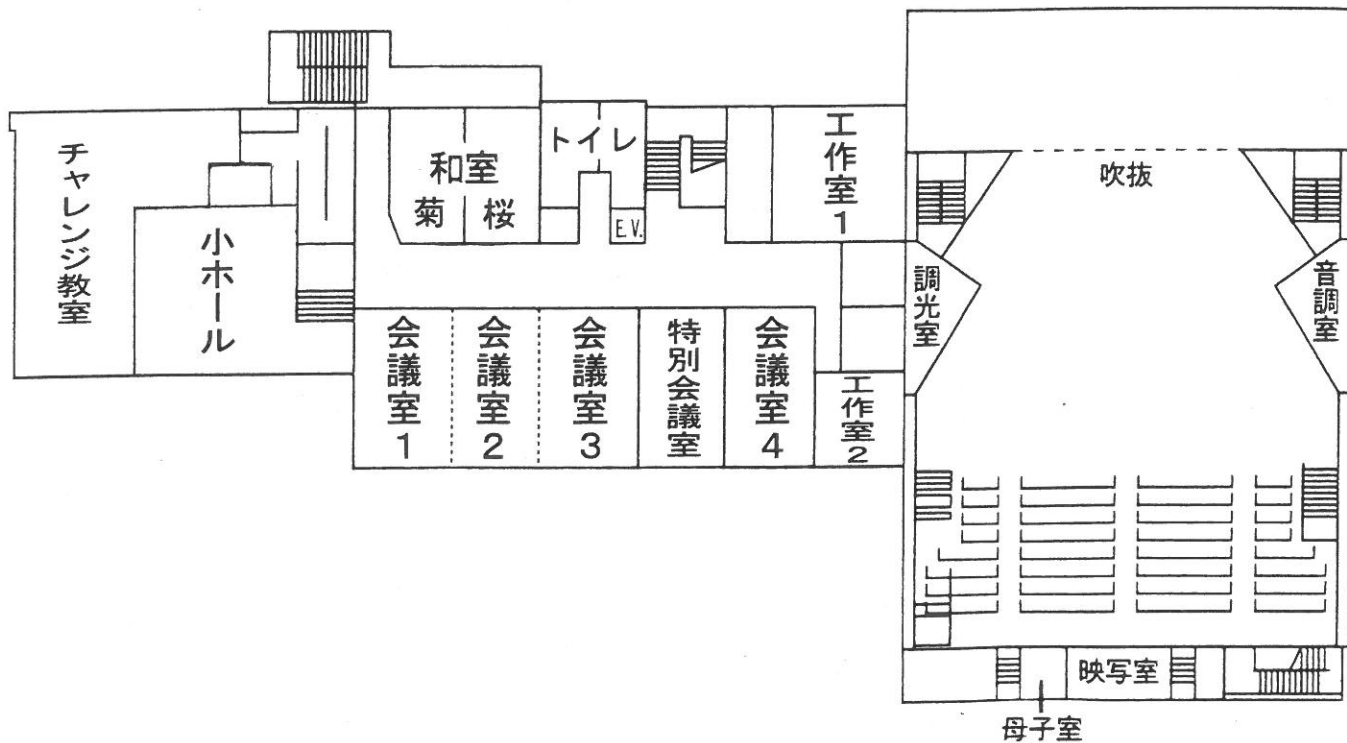 チャレンジ教室
小ホール
和室
菊
桜
トイレ
E.V.
工作室1
会議室1
会議室2
会議室3
特別会議室
会議室4
工作室2
吹抜
調光室
音調室
映写室
母子室